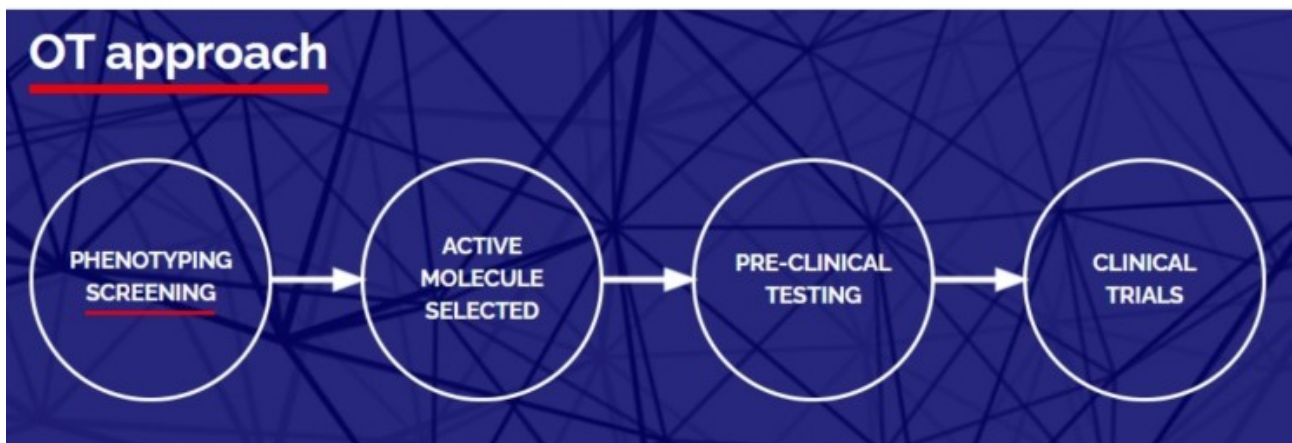 OT approach
PHENOTYPING
SCREENING
ACTIVE
MOLECULE
SELECTED
PRE-CLINICAL
TESTING
CLINICAL
TRIALS